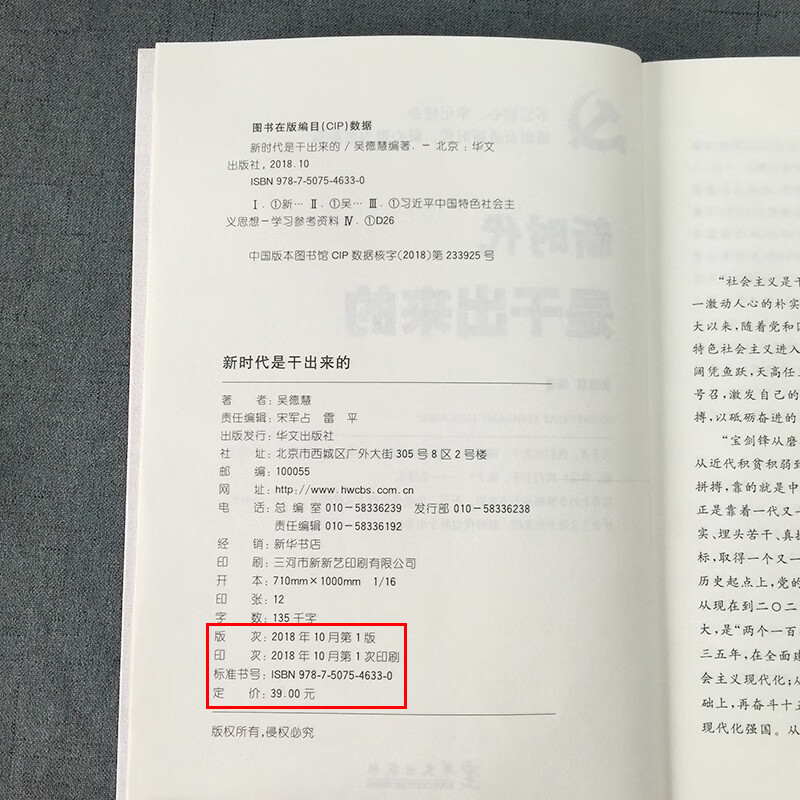 图书在版编目(CIP)数据
新时代是干出来的 / 吴德慧编著. — 北京 : 华文
出版社, 2018.10
ISBN 978-7-5075-4633-0
Ⅰ. ①新… Ⅱ. ①吴… Ⅲ. ①习近平中国特色社会主
义思想-学习参考资料 Ⅳ. ①D26
中国版本图书馆 CIP 数据核字(2018)第 233925 号
新时代是干出来的
著 者: 吴德慧
责任编辑: 宋军占 雷 平
出版发行: 华文出版社
社 址: 北京市西城区广外大街 305 号 8 区 2 号楼
邮 编: 100055
网 址: http://www.hwcbs.com.cn
电 话: 总 编 室 010-58336239 发行部 010-58336238
责任编辑 010-58336192
经 销: 新华书店
印 刷: 三河市新新艺印刷有限公司
开 本: 710mm×1000mm 1/16
印 张: 12
字 数: 135 千字
版 次: 2018 年 10 月第 1 版
印 次: 2018 年 10 月第 1 次印刷
标准书号: ISBN 978-7-5075-4633-0
定 价: 39.00 元
版权所有,侵权必究
新时代
是干出来的
“社会主义是干
一激动人心的朴实
大以来,随着党和国
特色社会主义进入
阔凭鱼跃,天高任
号召,激发自己的
搏,以砥砺奋进的
“宝剑锋从磨
从近代积贫积弱到
拼搏,靠的就是中
正是靠着一代又一
实、埋头苦干、真抓
标,取得一个又一
历史起点上,党的
从现在到二〇二
大,是“两个一百
三五年,在全面建
会主义现代化;从
础上,再奋斗十五
现代化强国。从